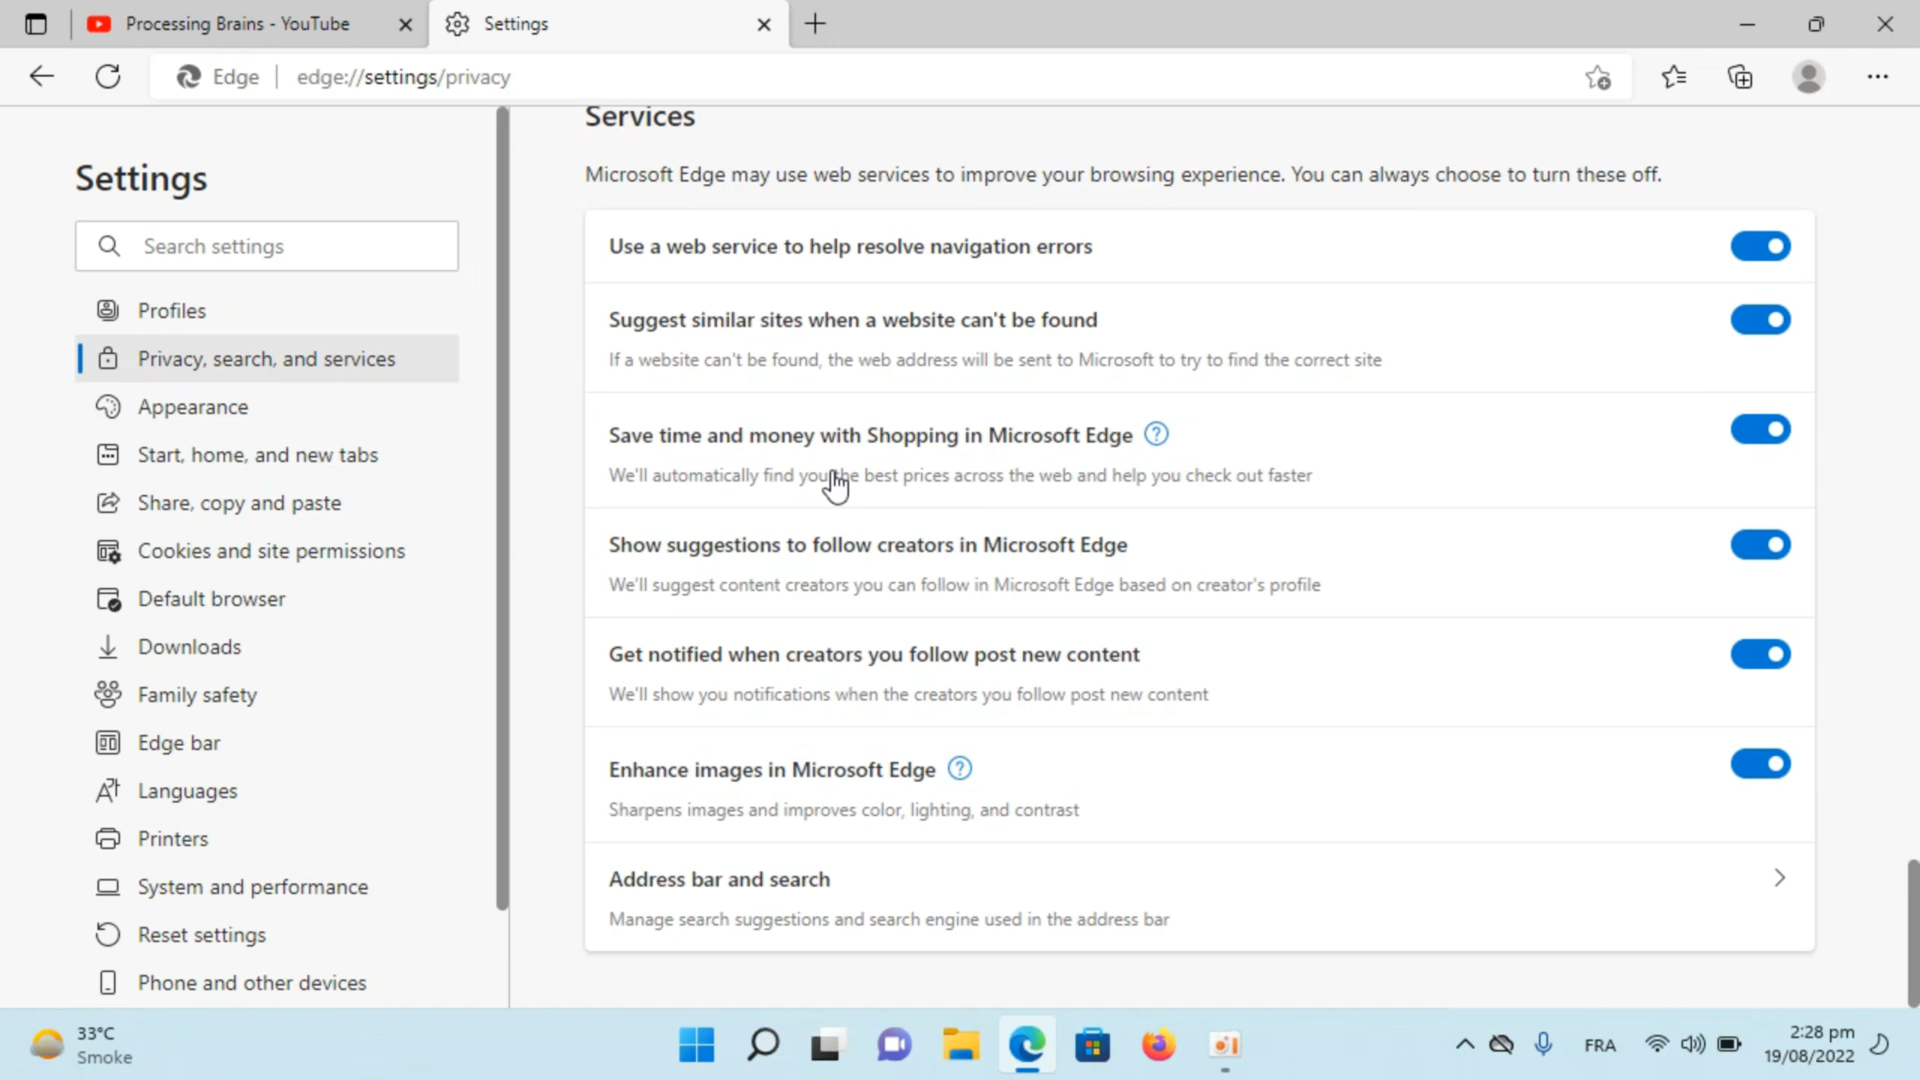 Processing Brains - YouTube
Settings
Edge
edge://settings/privacy
Settings
Search settings
Profiles
Privacy, search, and services
Appearance
Start, home, and new tabs
Share, copy and paste
Cookies and site permissions
Default browser
Downloads
Family safety
Edge bar
Languages
Printers
System and performance
Reset settings
Phone and other devices
Services
Microsoft Edge may use web services to improve your browsing experience. You can always choose to turn these off.
Use a web service to help resolve navigation errors
Suggest similar sites when a website can't be found
If a website can't be found, the web address will be sent to Microsoft to try to find the correct site
Save time and money with Shopping in Microsoft Edge
We'll automatically find you the best prices across the web and help you check out faster
Show suggestions to follow creators in Microsoft Edge
We'll suggest content creators you can follow in Microsoft Edge based on creator's profile
Get notified when creators you follow post new content
We'll show you notifications when the creators you follow post new content
Enhance images in Microsoft Edge
Sharpens images and improves color, lighting, and contrast
Address bar and search
Manage search suggestions and search engine used in the address bar
33°C
Smoke
FRA
2:28 pm
19/08/2022